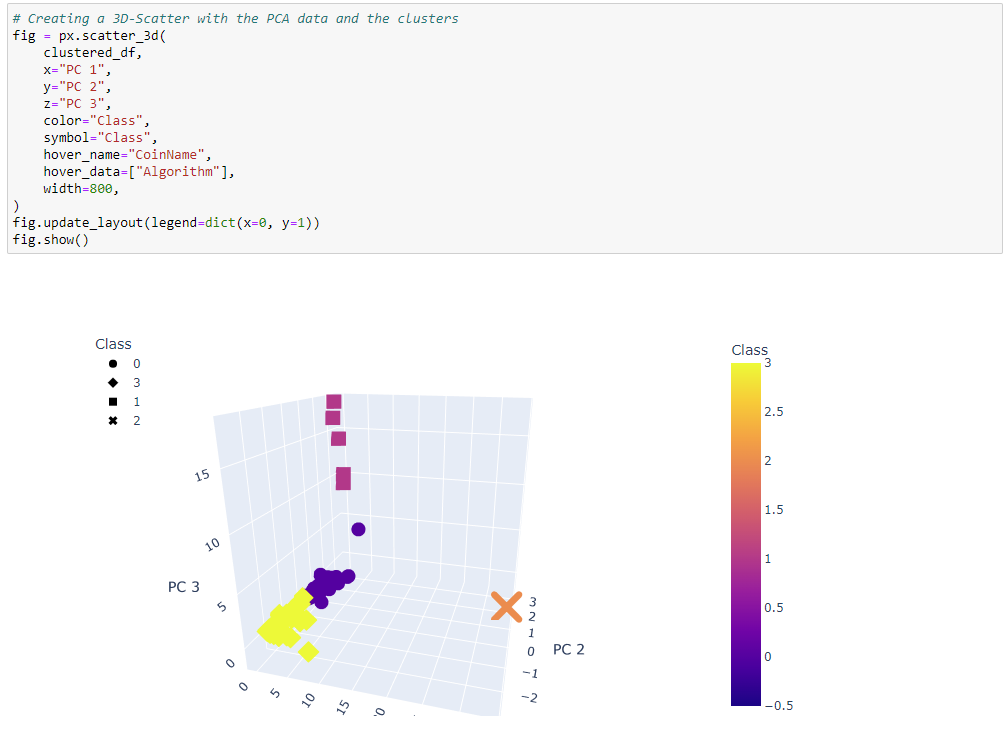 # Creating a 3D-Scatter with the PCA data and the clusters
fig = px.scatter_3d(
    clustered_df,
    x="PC 1",
    y="PC 2",
    z="PC 3",
    color="Class",
    symbol="Class",
    hover_name="CoinName",
    hover_data=["Algorithm"],
    width=800,
)
fig.update_layout(legend=dict(x=0, y=1))
fig.show()
Class
0
3
1
2
15
10
PC 3
5
0
0
5
10
15
3
2
1
0
PC 2
−1
−2
Class
3
2.5
2
1.5
1
0.5
0
−0.5